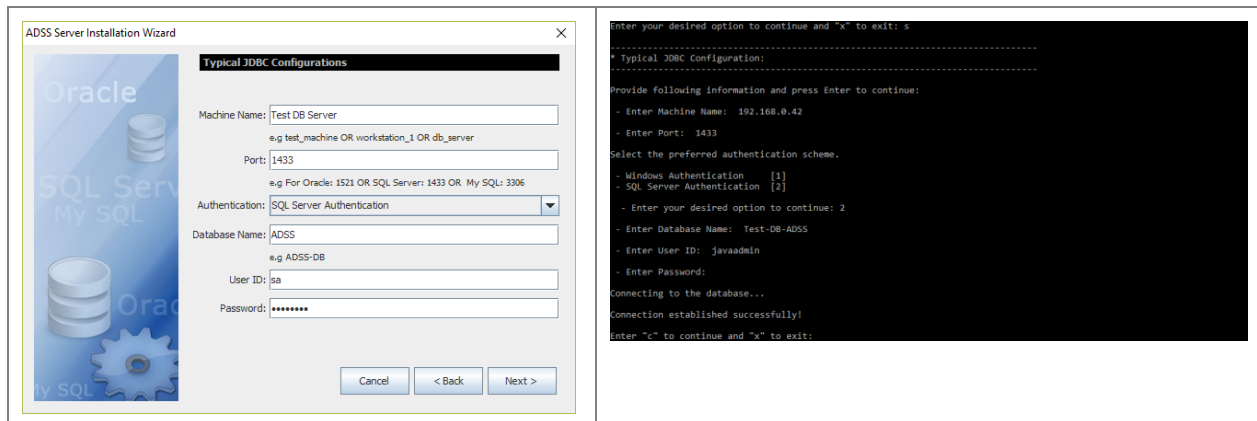 ADSS Server Installation Wizard
Typical JDBC Configurations
Oracle
SQL Serv
My SQL
Orac
My SQL
Machine Name: Test DB Server
e.g test_machine OR workstation_1 OR db_server
Port: 1433
e.g For Oracle: 1521 OR SQL Server: 1433 OR My SQL: 3306
Authentication: SQL Server Authentication
Database Name: ADSS
e.g ADSS-DB
User ID: sa
Password: ••••••••
Cancel < Back Next >
Enter your desired option to continue and "x" to exit: s
--------------------------------------------------------------------------------
* Typical JDBC Configuration:
--------------------------------------------------------------------------------
Provide following information and press Enter to continue:
- Enter Machine Name: 192.168.0.42
- Enter Port: 1433
Select the preferred authentication scheme.
- Windows Authentication [1]
- SQL Server Authentication [2]
- Enter your desired option to continue: 2
- Enter Database Name: Test-DB-ADSS
- Enter User ID: javaadmin
- Enter Password:
Connecting to the database...
Connection established successfully!
Enter "c" to continue and "x" to exit: